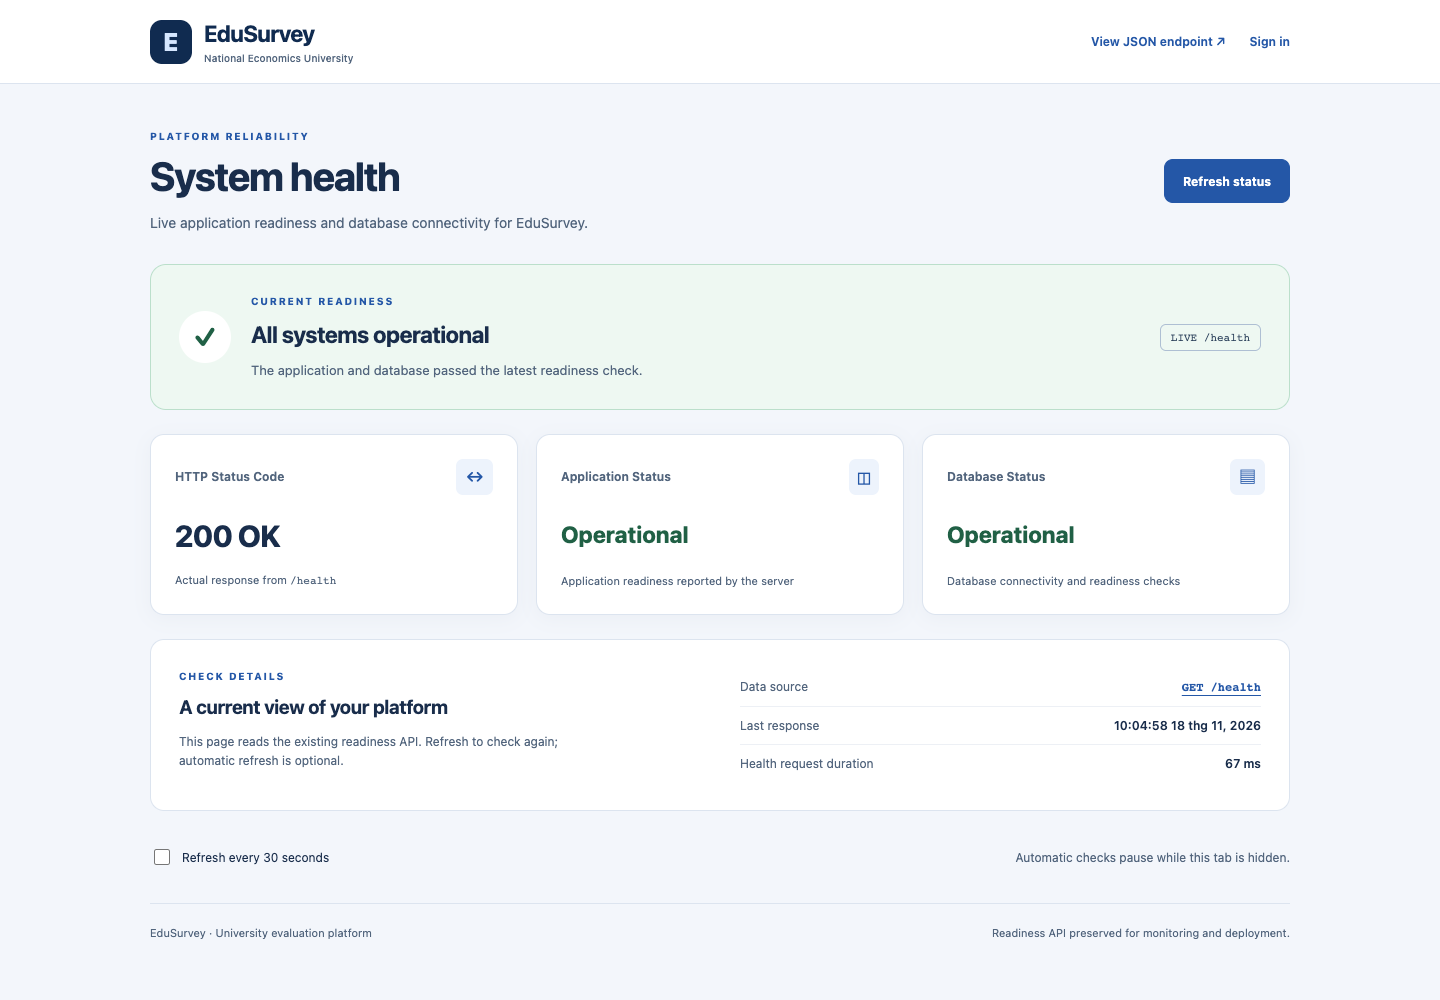 E
EduSurvey
National Economics University
View JSON endpoint ↗
Sign in
PLATFORM RELIABILITY
System health
Refresh status
Live application readiness and database connectivity for EduSurvey.
CURRENT READINESS
All systems operational
The application and database passed the latest readiness check.
LIVE /health
HTTP Status Code
200 OK
Actual response from /health
Application Status
Operational
Application readiness reported by the server
Database Status
Operational
Database connectivity and readiness checks
CHECK DETAILS
A current view of your platform
This page reads the existing readiness API. Refresh to check again;
automatic refresh is optional.
Data source
GET /health
Last response
10:04:58 18 thg 11, 2026
Health request duration
67 ms
Refresh every 30 seconds
Automatic checks pause while this tab is hidden.
EduSurvey · University evaluation platform
Readiness API preserved for monitoring and deployment.